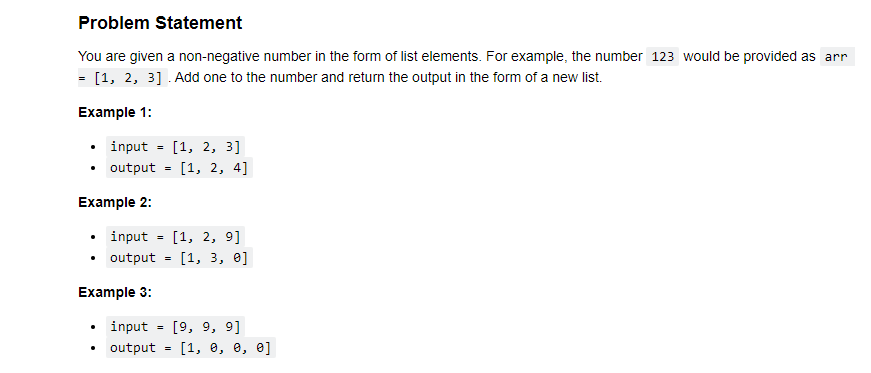 Problem Statement
You are given a non-negative number in the form of list elements. For example, the number 123 would be provided as arr
= [1, 2, 3] . Add one to the number and return the output in the form of a new list.
Example 1:
• input = [1, 2, 3]
• output = [1, 2, 4]
Example 2:
• input = [1, 2, 9]
• output = [1, 3, 0]
Example 3:
• input = [9, 9, 9]
• output = [1, 0, 0, 0]